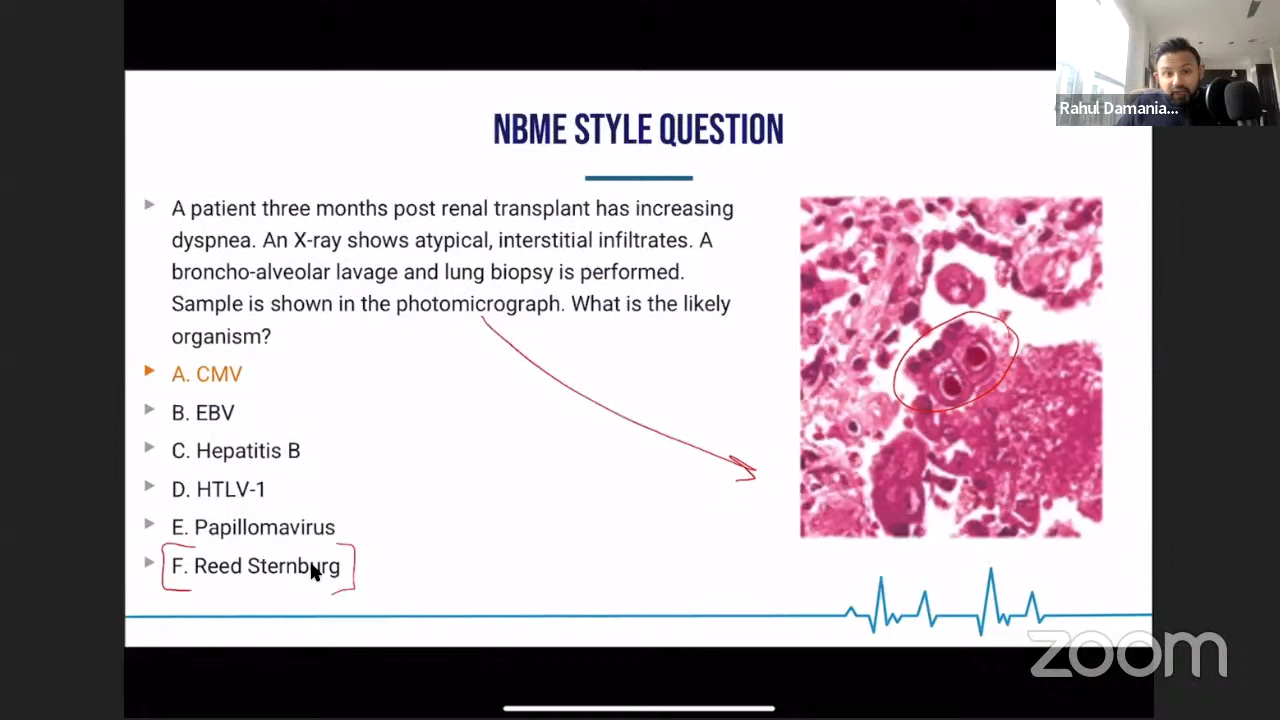 Rahul Damania...
NBME STYLE QUESTION
A patient three months post renal transplant has increasing
dyspnea. An X-ray shows atypical, interstitial infiltrates. A
broncho-alveolar lavage and lung biopsy is performed.
Sample is shown in the photomicrograph. What is the likely
organism?
A. CMV
B. EBV
C. Hepatitis B
D. HTLV-1
E. Papillomavirus
F. Reed Sternburg
zoom